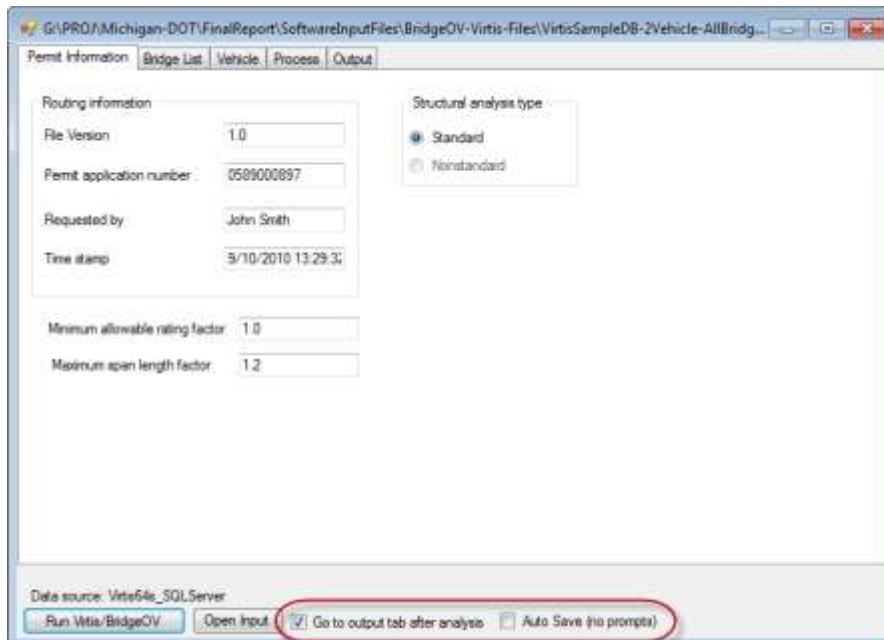 G:\PROJ\Michigan-DOT\FinalReport\SoftwareInputFiles\BridgeOV-Virtis-Files\VirtisSampleDB-2Vehicle-AllBridg...
Permit Information Bridge List Vehicle Process Output
Routing information
File Version 1.0
Permit application number 0589000897
Requested by John Smith
Time stamp 9/10/2010 13:29:32
Structural analysis type
Standard
Nonstandard
Minimum allowable rating factor 1.0
Maximum span length factor 1.2
Data source: Virtis64s_SQLServer
Run Virtis/BridgeOV Open Input Go to output tab after analysis Auto Save (no prompts)